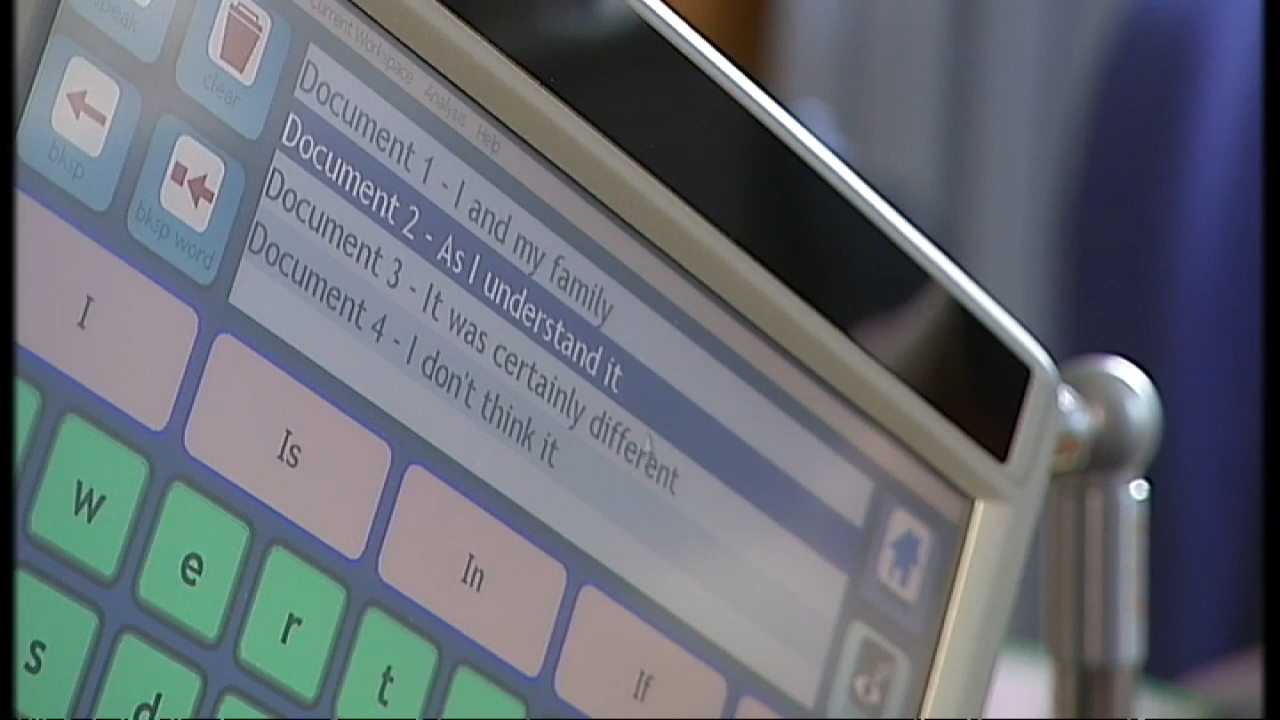 speak
clear
bksp
bksp word
Current Workspace Analysis Help
Document 1 - I and my family
Document 2 - As I understand it
Document 3 - It was certainly different
Document 4 - I don't think it
I
Is
In
If
w
e
r
t
s
d